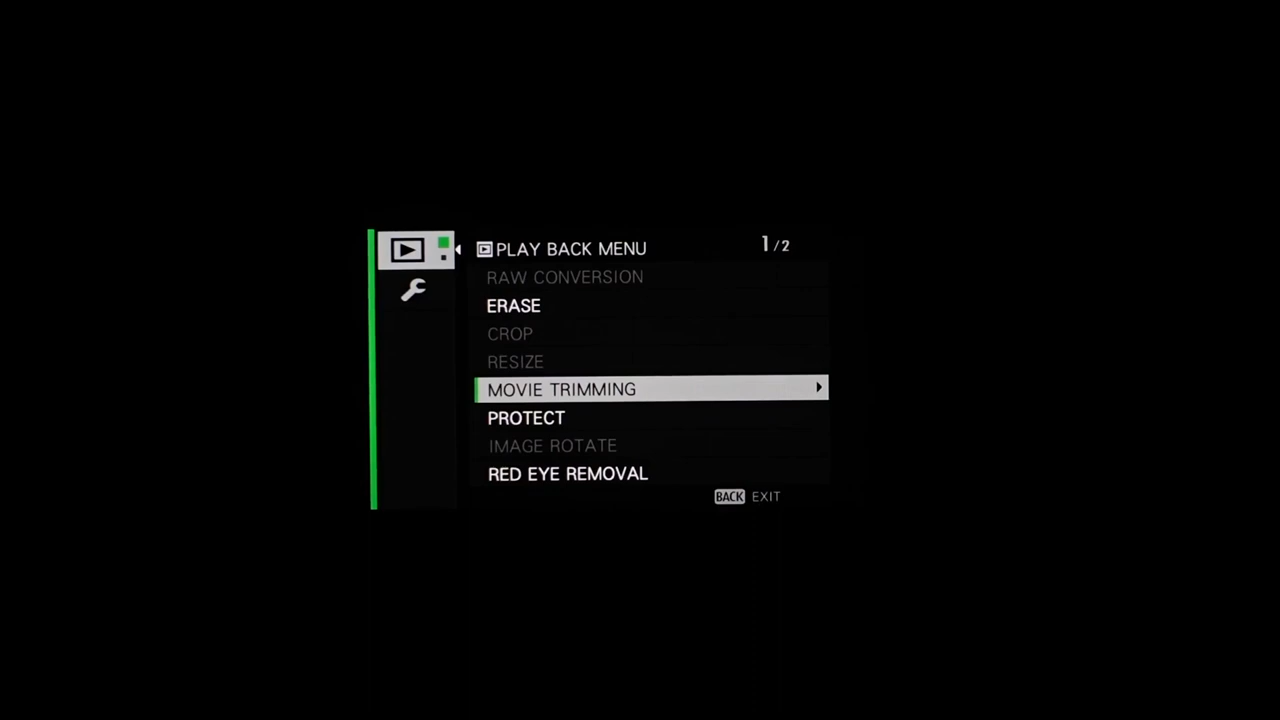 PLAY BACK MENU 1/2
RAW CONVERSION
ERASE
CROP
RESIZE
MOVIE TRIMMING
PROTECT
IMAGE ROTATE
RED EYE REMOVAL
BACK EXIT